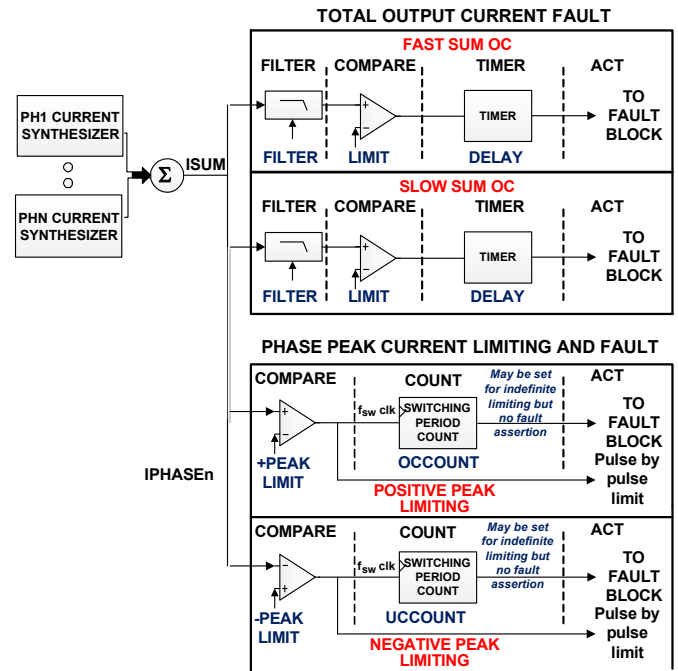 TOTAL OUTPUT CURRENT FAULT
FAST SUM OC
FILTER
COMPARE
TIMER
ACT
PH1 CURRENT
SYNTHESIZER
PHN CURRENT
SYNTHESIZER
Σ
ISUM
+
−
TIMER
TO
FAULT
BLOCK
FILTER
LIMIT
DELAY
SLOW SUM OC
FILTER
COMPARE
TIMER
ACT
+
−
TIMER
TO
FAULT
BLOCK
FILTER
LIMIT
DELAY
PHASE PEAK CURRENT LIMITING AND FAULT
COMPARE
COUNT
May be set
for indefinite
limiting but
no fault
assertion
ACT
IPHASEn
+
−
fsw clk
SWITCHING
PERIOD
COUNT
TO
FAULT
BLOCK
+PEAK
LIMIT
OCCOUNT
POSITIVE PEAK
LIMITING
Pulse by
pulse
limit
COMPARE
COUNT
May be set
for indefinite
limiting but
no fault
assertion
ACT
−
+
fsw clk
SWITCHING
PERIOD
COUNT
TO
FAULT
BLOCK
-PEAK
LIMIT
UCCOUNT
NEGATIVE PEAK
LIMITING
Pulse by
pulse
limit